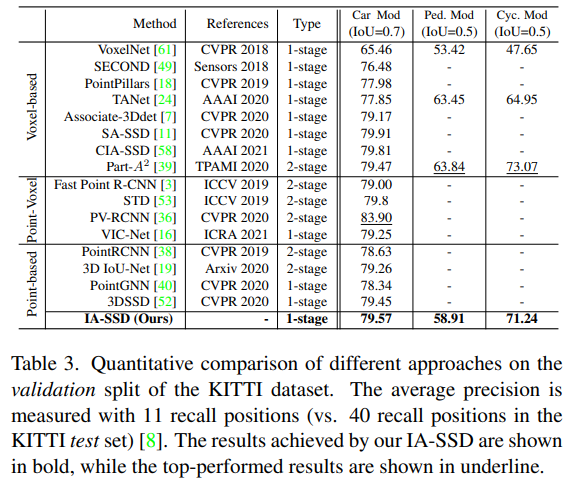 Method References Type Car Mod (IoU=0.7) Ped. Mod (IoU=0.5) Cyc. Mod (IoU=0.5)
Voxel-based
VoxelNet [61] CVPR 2018 1-stage 65.46 53.42 47.65
SECOND [49] Sensors 2018 1-stage 76.48 - -
PointPillars [18] CVPR 2019 1-stage 77.98 - -
TANet [24] AAAI 2020 1-stage 77.85 63.45 64.95
Associate-3Ddet [7] CVPR 2020 1-stage 79.17 - -
SA-SSD [11] CVPR 2020 1-stage 79.91 - -
CIA-SSD [58] AAAI 2021 1-stage 79.81 - -
Part-A² [39] TPAMI 2020 2-stage 79.47 63.84 73.07
Point-Voxel
Fast Point R-CNN [3] ICCV 2019 2-stage 79.00 - -
STD [53] ICCV 2019 2-stage 79.8 - -
PV-RCNN [36] CVPR 2020 2-stage 83.90 - -
VIC-Net [16] ICRA 2021 1-stage 79.25 - -
Point-based
PointRCNN [38] CVPR 2019 2-stage 78.63 - -
3D IoU-Net [19] Arxiv 2020 2-stage 79.26 - -
PointGNN [40] CVPR 2020 1-stage 78.34 - -
3DSSD [52] CVPR 2020 1-stage 79.45 - -
IA-SSD (Ours) - 1-stage 79.57 58.91 71.24
Table 3. Quantitative comparison of different approaches on the
validation split of the KITTI dataset. The average precision is
measured with 11 recall positions (vs. 40 recall positions in the
KITTI test set) [8]. The results achieved by our IA-SSD are shown
in bold, while the top-performed results are shown in underline.